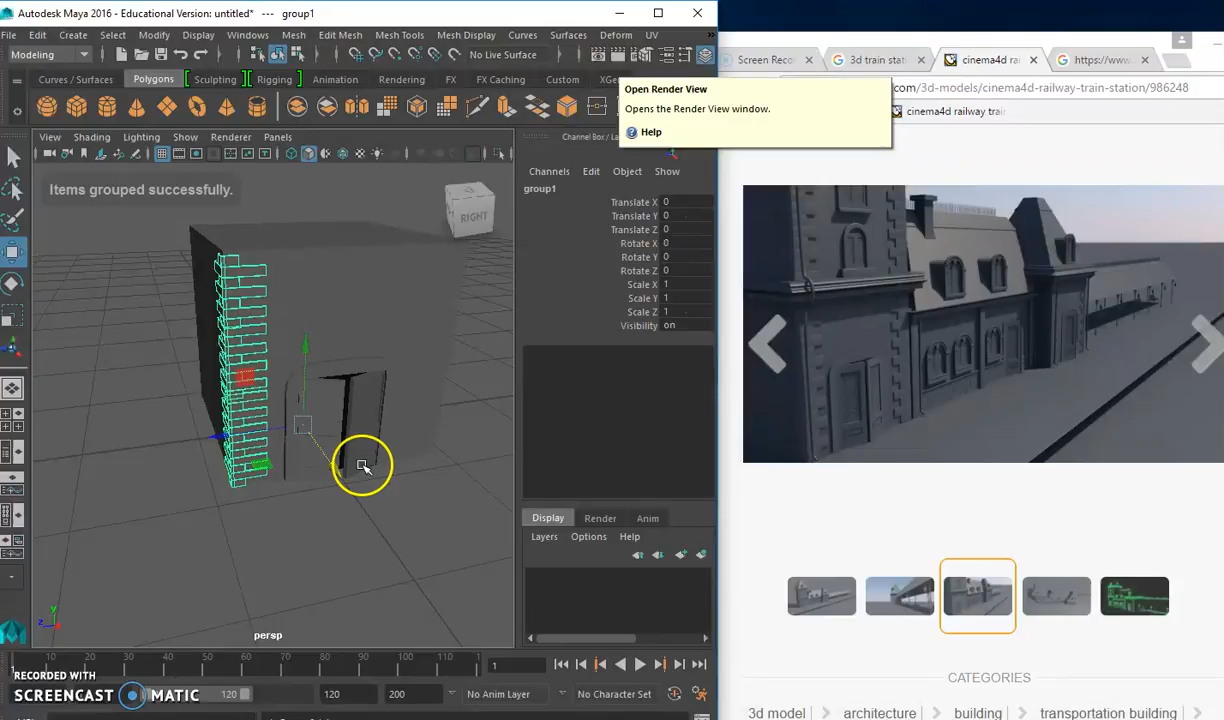 Autodesk Maya 2016 - Educational Version: untitled* --- group1
File Edit Create Select Modify Display Windows Mesh Edit Mesh Mesh Tools Mesh Display Curves Surfaces Deform UV
Modeling
No Live Surface
Curves / Surfaces Polygons Sculpting Rigging Animation Rendering FX FX Caching Custom XGe
Open Render View
Opens the Render View window.
Help
View Shading Lighting Show Renderer Panels
Items grouped successfully.
RIGHT
persp
Channel Box / La
Channels Edit Object Show
group1
Translate X 0
Translate Y 0
Translate Z 0
Rotate X 0
Rotate Y 0
Rotate Z 0
Scale X 1
Scale Y 1
Scale Z 1
Visibility on
Display Render Anim
Layers Options Help
10 20 30 40 50 60 70 80 90 100 110 1
1
120 120 200 No Anim Layer No Character Set
RECORDED WITH
SCREENCAST MATIC
Screen Reco
3d train stati
cinema4d rai
https://www.
com/3d-models/cinema4d-railway-train-station/986248
cinema4d railway train
CATEGORIES
3d model architecture building transportation building